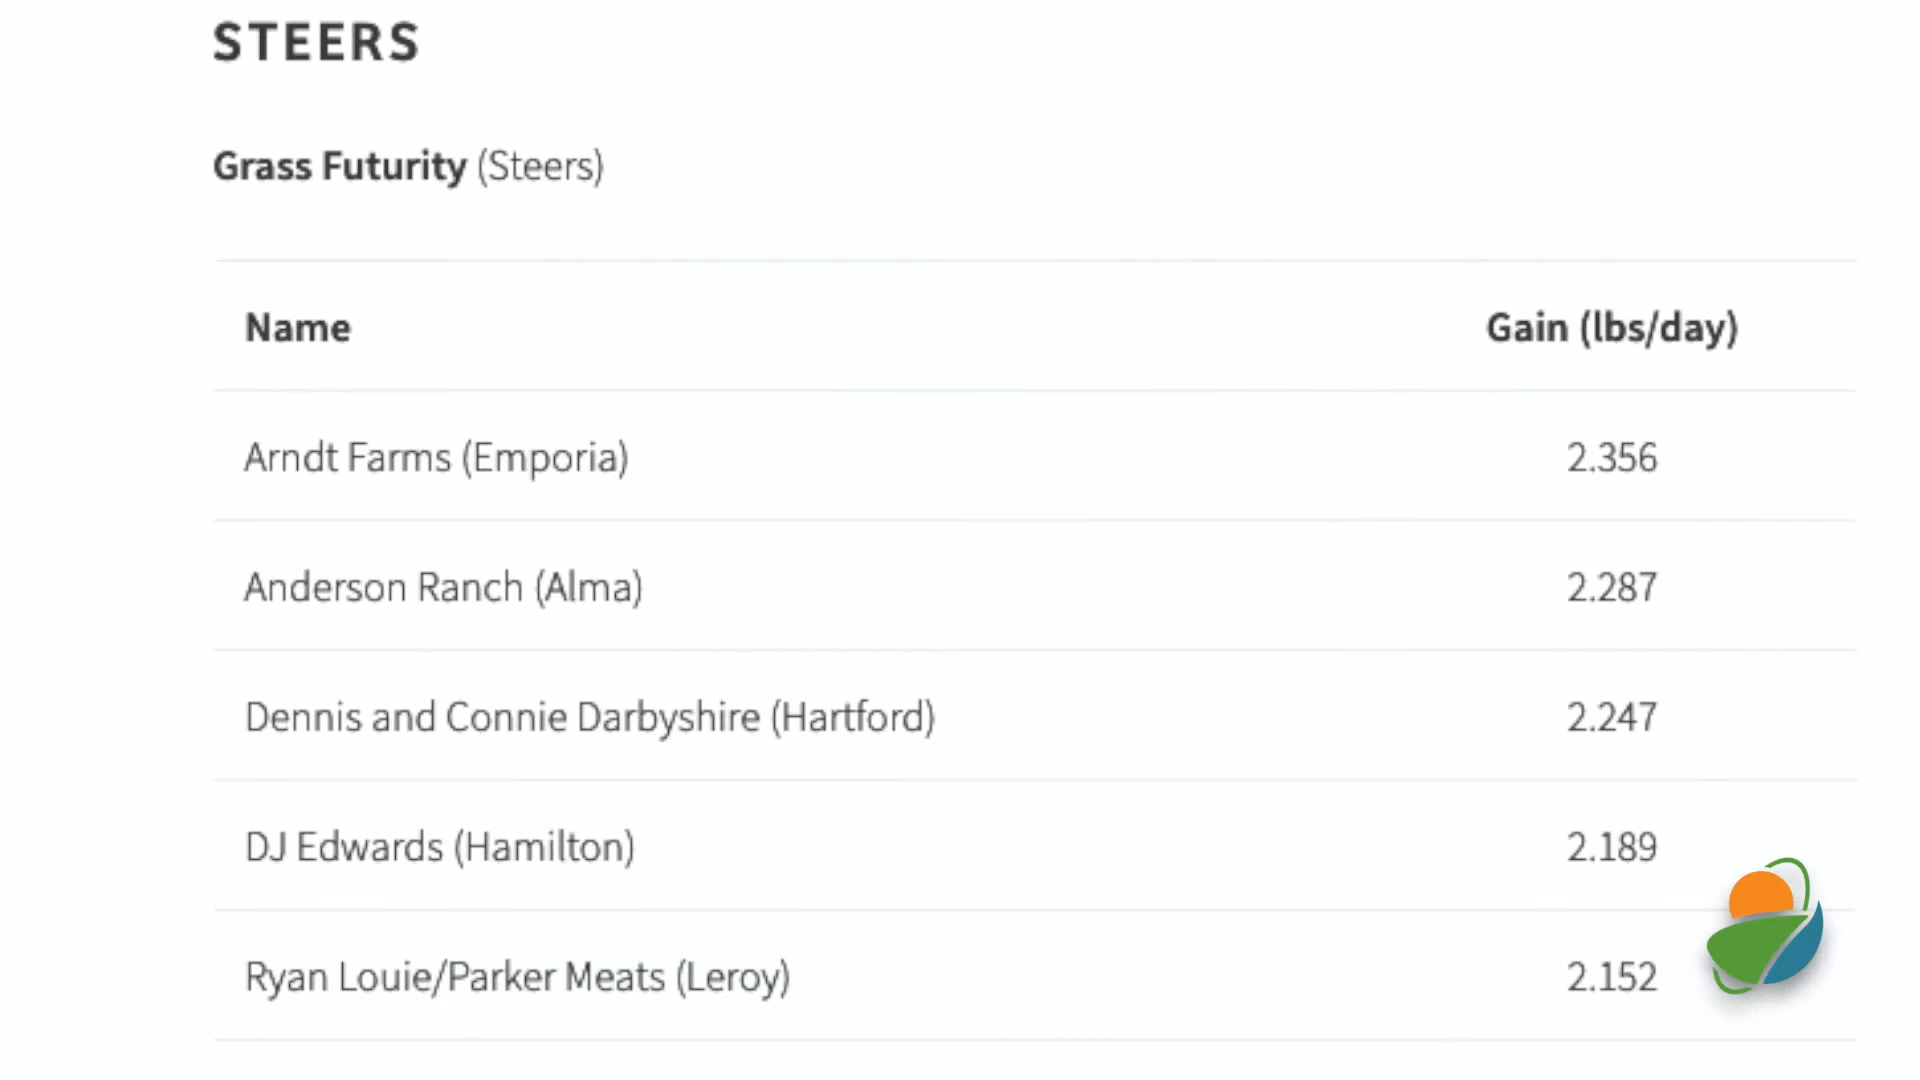 STEERS
Grass Futurity (Steers)
Name Gain (lbs/day)
Arndt Farms (Emporia) 2.356
Anderson Ranch (Alma) 2.287
Dennis and Connie Darbyshire (Hartford) 2.247
DJ Edwards (Hamilton) 2.189
Ryan Louie/Parker Meats (Leroy) 2.152